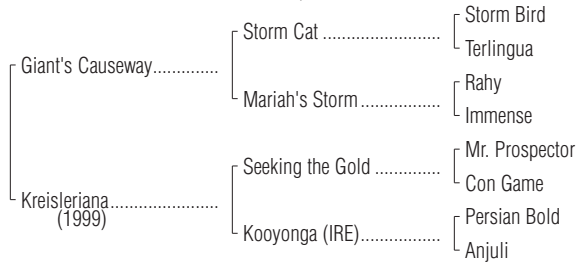 Storm Bird
Storm Cat ........................
Terlingua
Giant's Causeway..............
Rahy
Mariah's Storm.................
Immense
Mr. Prospector
Seeking the Gold ..............
Con Game
Kreisleriana.......................
(1999)
Persian Bold
Kooyonga (IRE).................
Anjuli